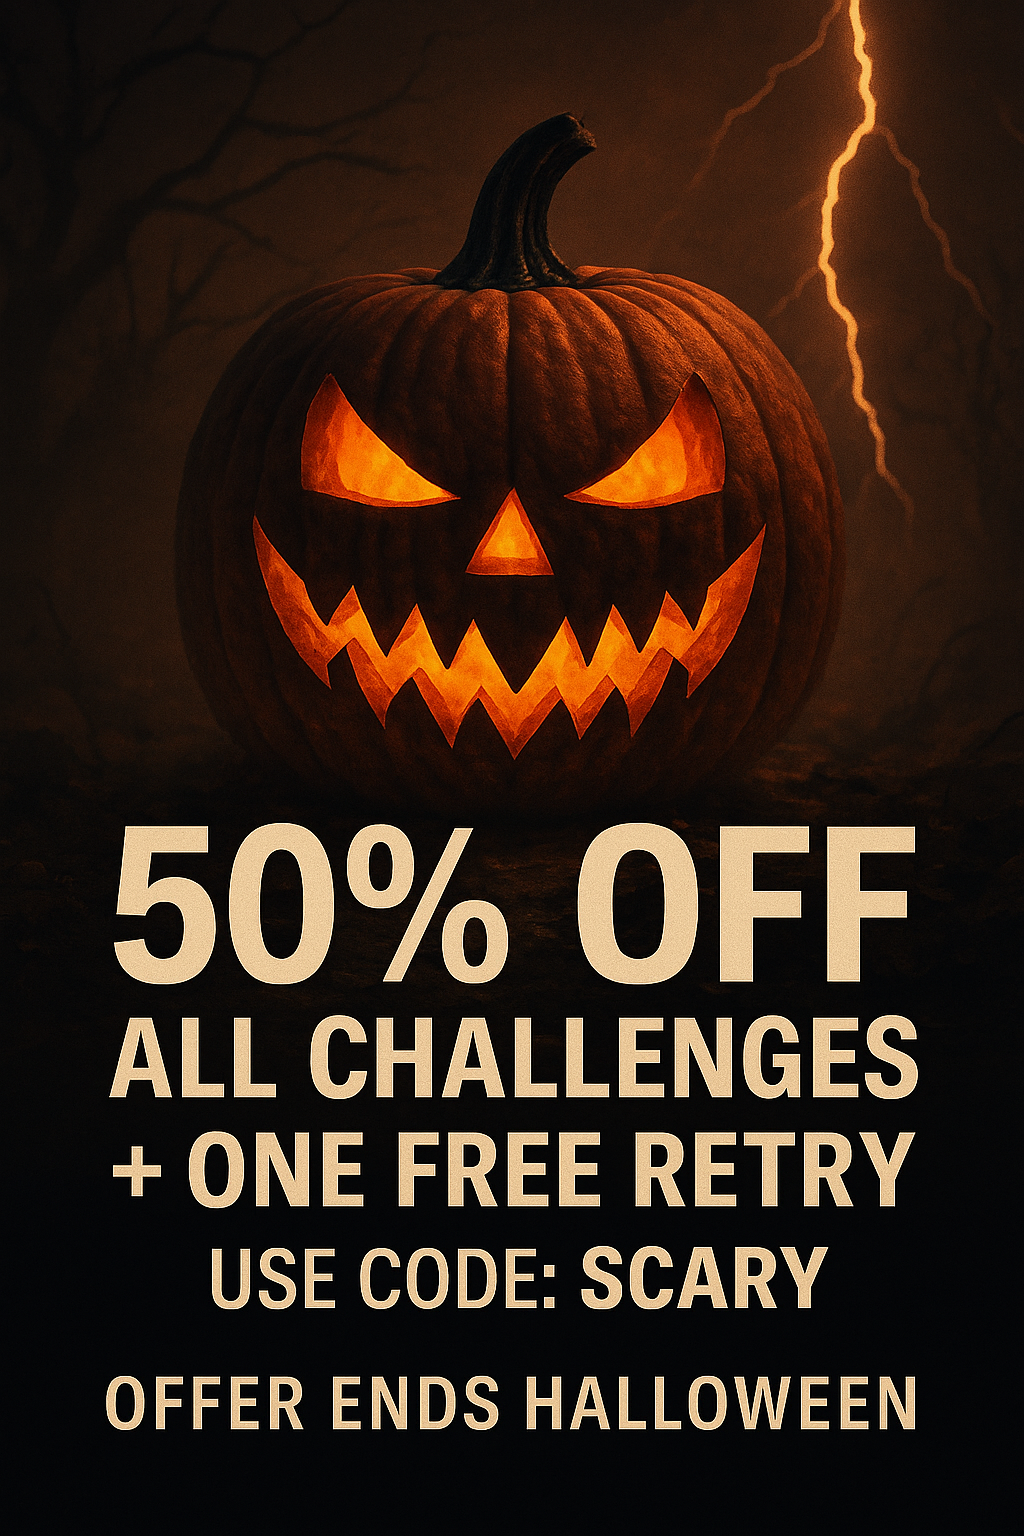 50% OFF
ALL CHALLENGES
+ ONE FREE RETRY
USE CODE: SCARY
OFFER ENDS HALLOWEEN